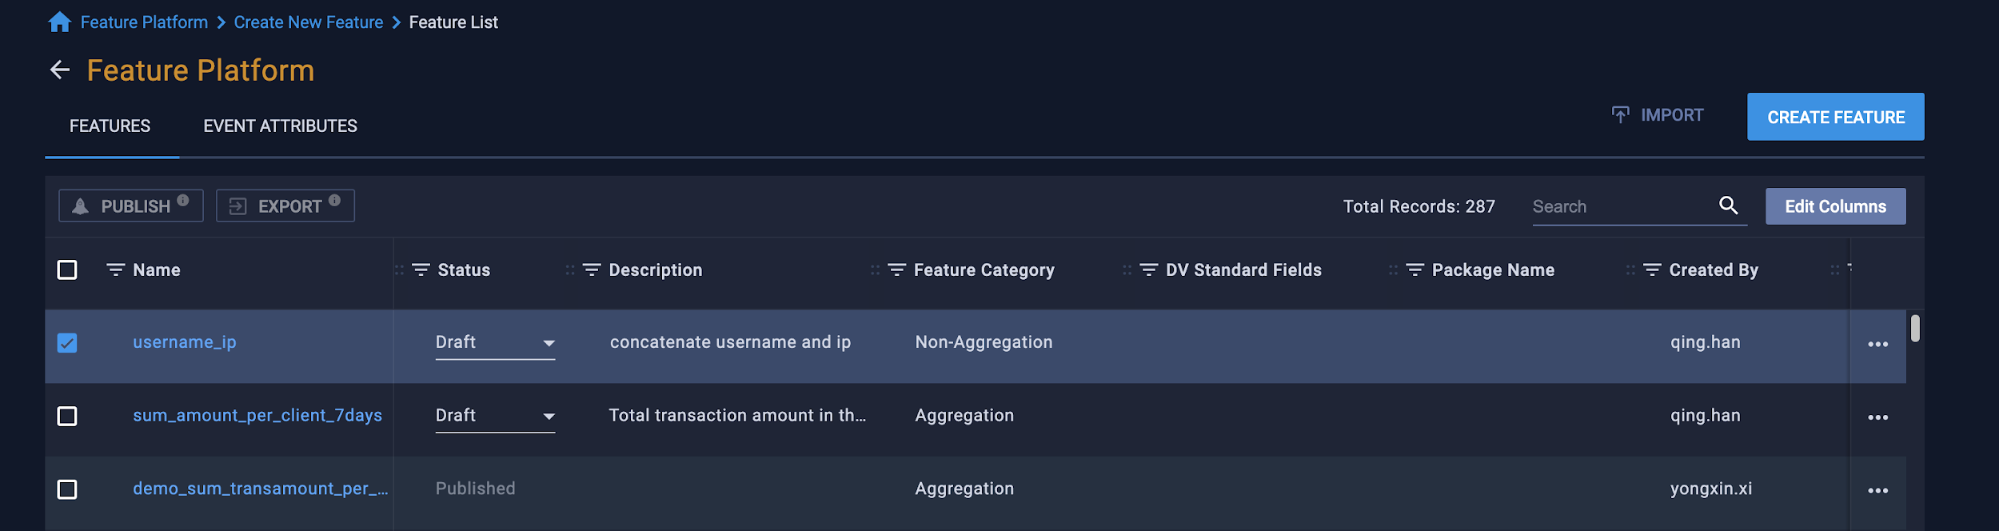 Feature Platform > Create New Feature > Feature List
Feature Platform
FEATURES EVENT ATTRIBUTES IMPORT CREATE FEATURE
PUBLISH EXPORT Total Records: 287 Search Edit Columns
Name Status Description Feature Category DV Standard Fields Package Name Created By
username_ip Draft concatenate username and ip Non-Aggregation qing.han
sum_amount_per_client_7days Draft Total transaction amount in th... Aggregation qing.han
demo_sum_transamount_per_... Published Aggregation yongxin.xi